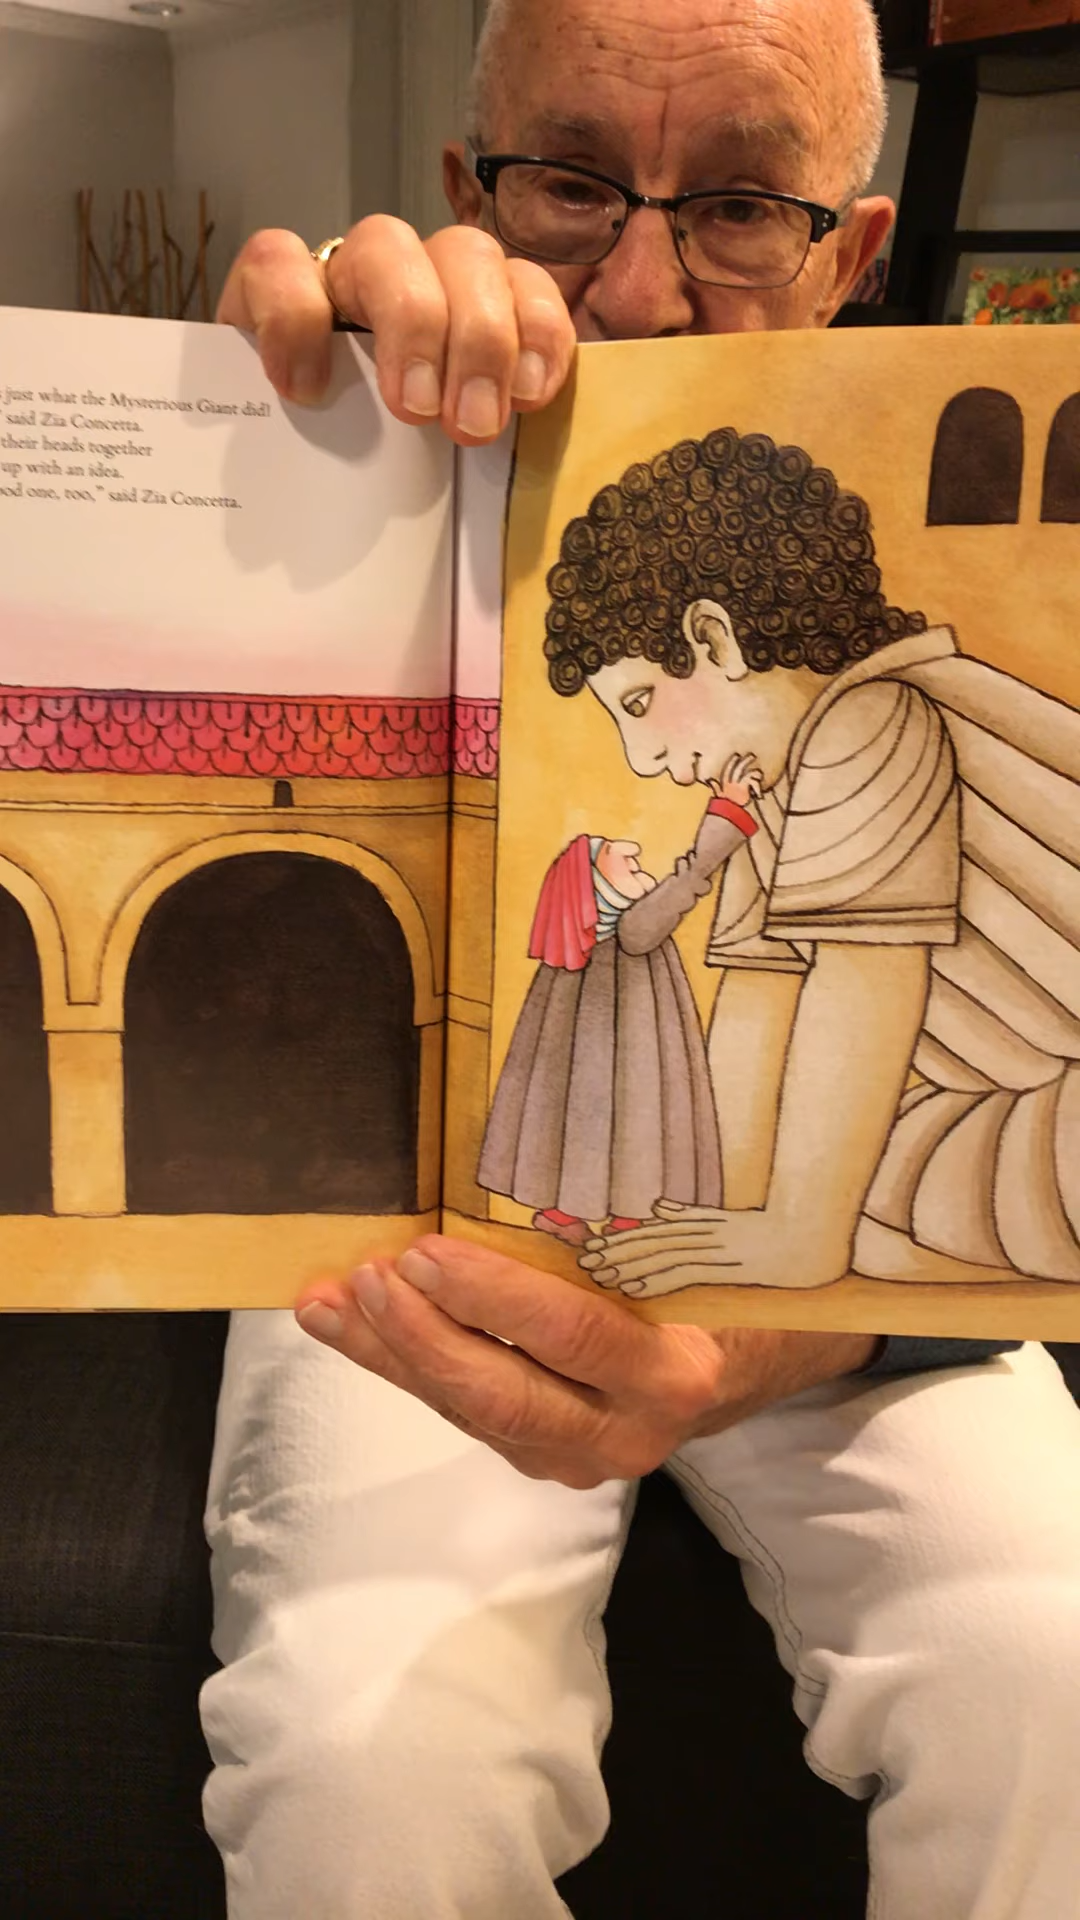 just what the Mysterious Giant did!
said Zia Concetta.
their heads together
up with an idea.
one, too," said Zia Concetta.